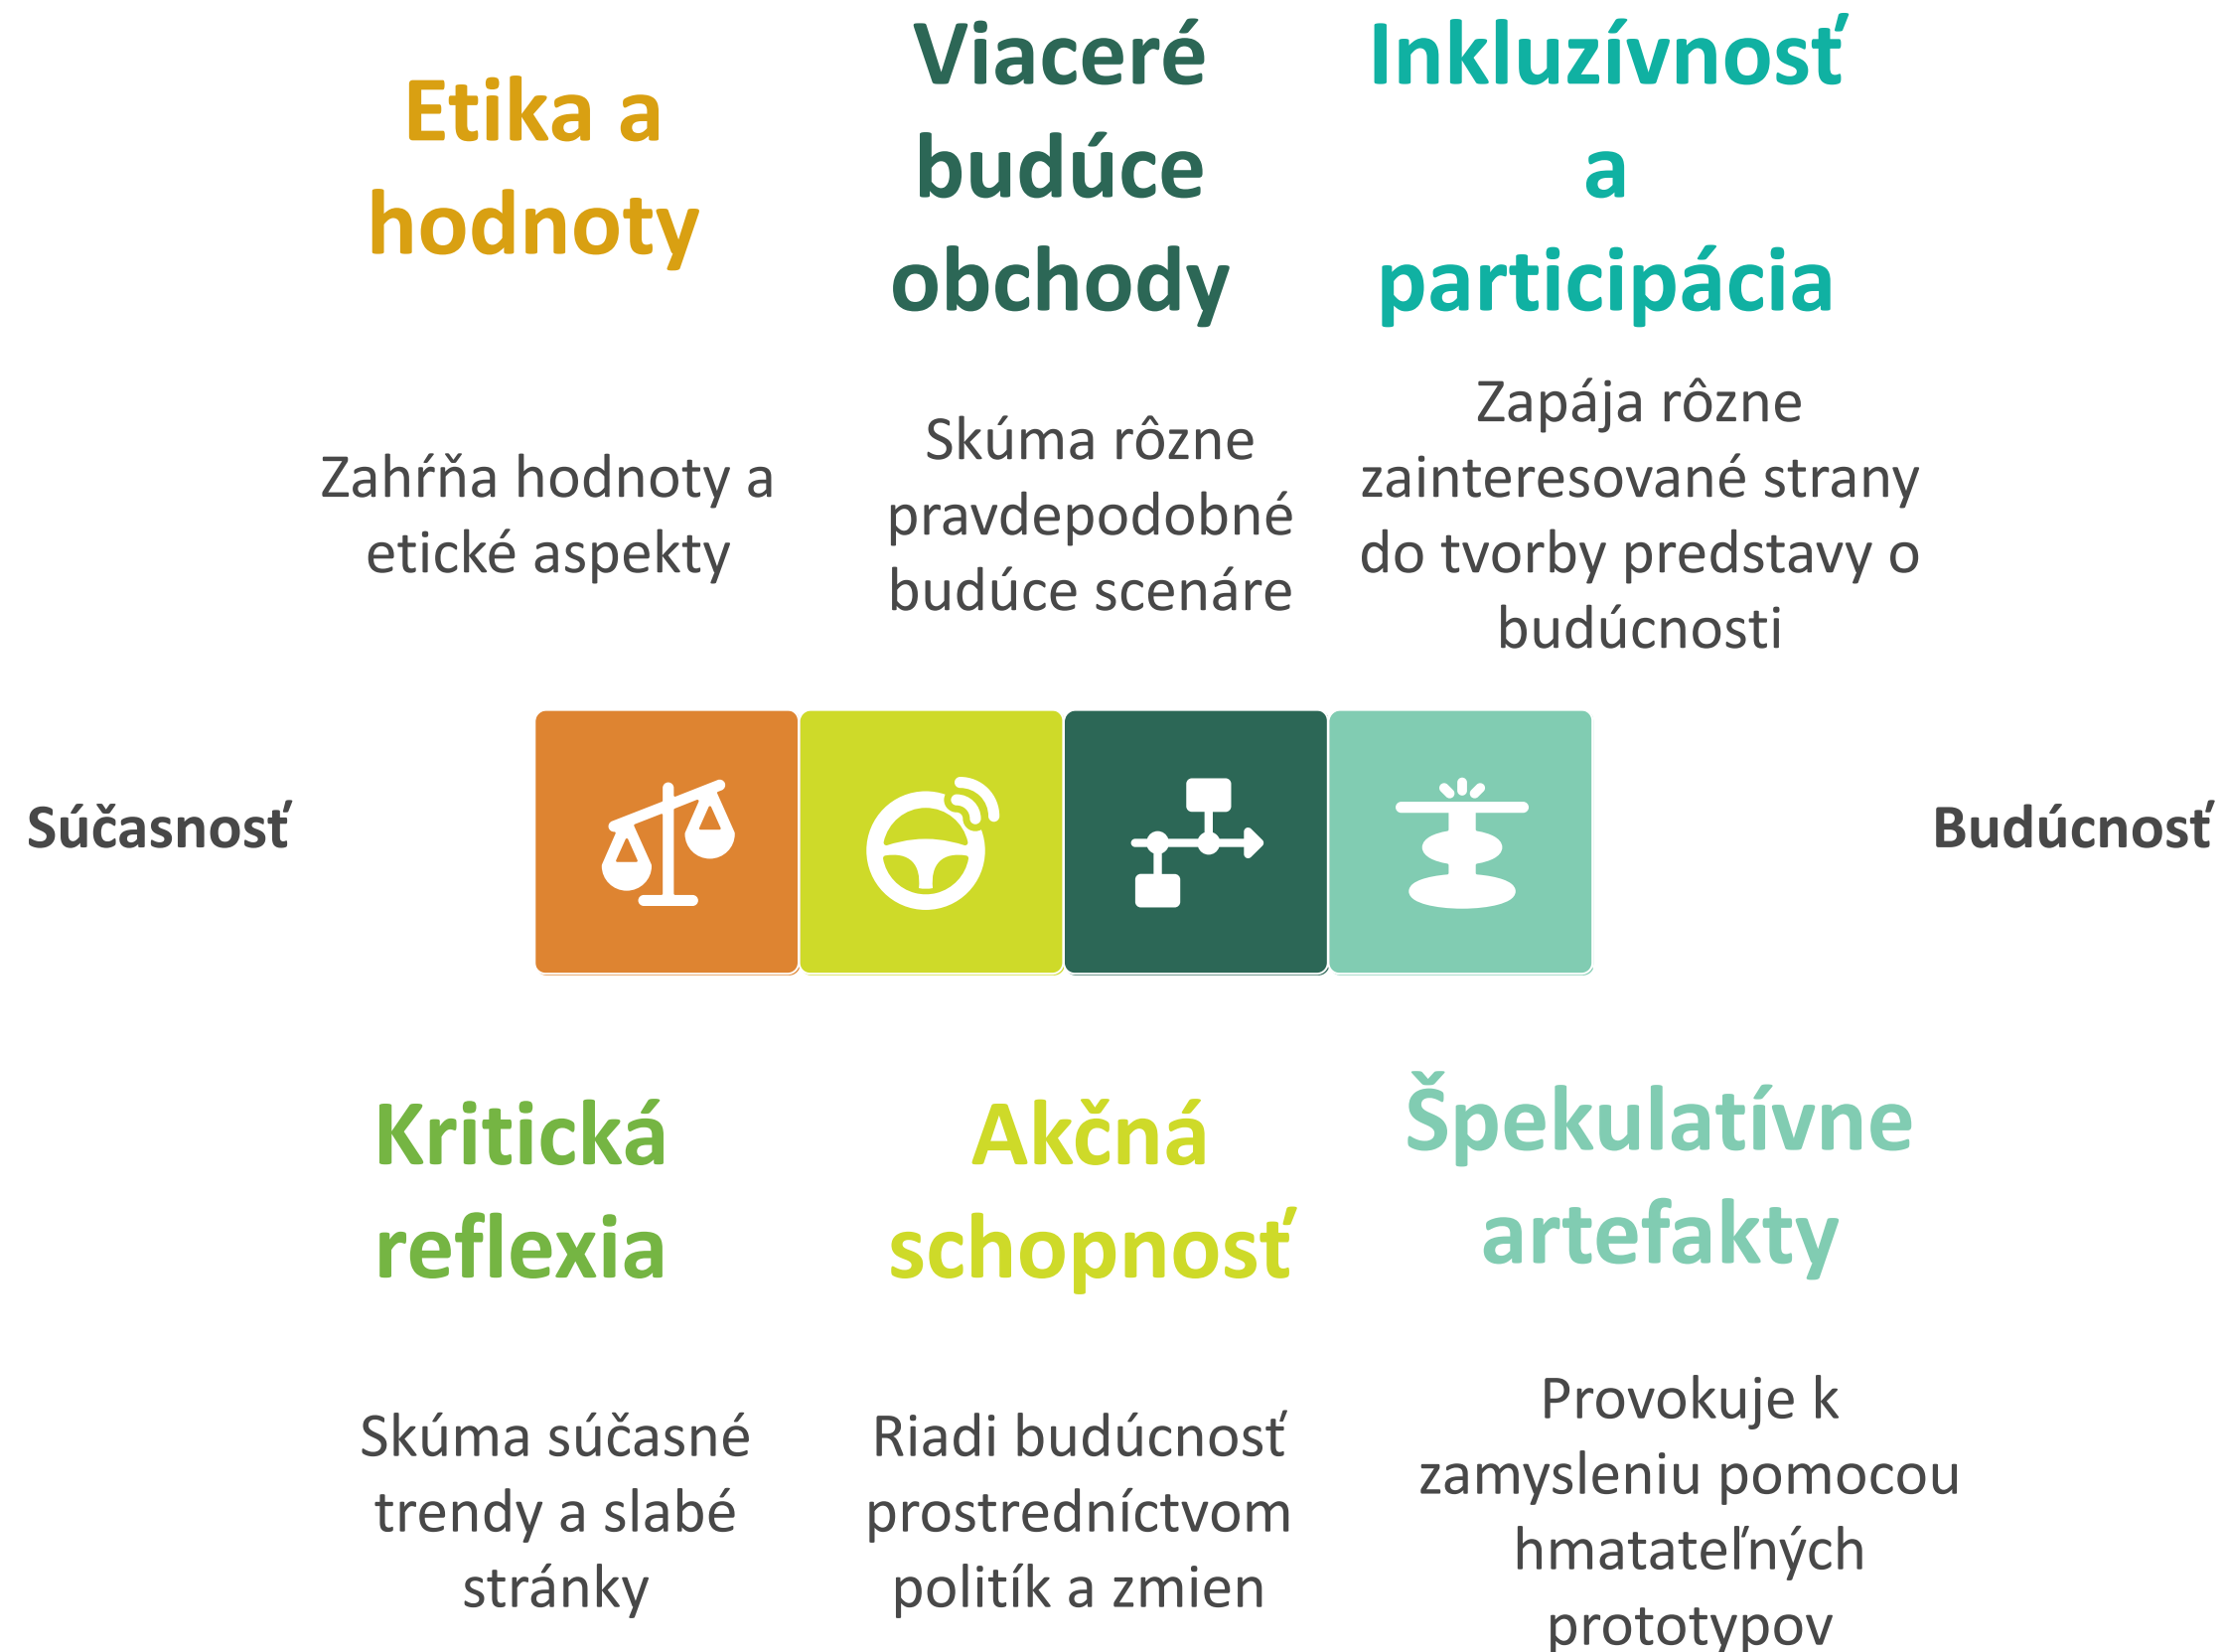 Etika a
hodnoty
Viaceré
budúce
obchody
Inkluzívnosť
a
participácia
Zahŕňa hodnoty a
etické aspekty
Skúma rôzne
pravdepodobné
budúce scenáre
Zapája rôzne
zainteresované strany
do tvorby predstavy o
budúcnosti
Súčasnosť
Budúcnosť
Kritická
reflexia
Akčná
schopnosť
Špekulatívne
artefakty
Skúma súčasné
trendy a slabé
stránky
Riadi budúcnosť
prostredníctvom
politík a zmien
Provokuje k
zamysleniu pomocou
hmatateľných
prototypov